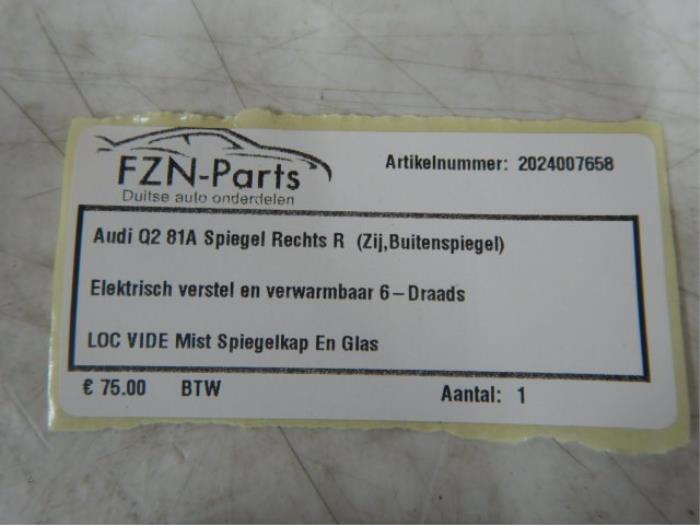 FZN-Parts
Duitse auto onderdelen
Artikelnummer: 2024007658
Audi Q2 81A Spiegel Rechts R (Zij,Buitenspiegel)
Elektrisch verstel en verwarmbaar 6-Draads
LOC VIDE Mist Spiegelkap En Glas
€ 75.00 BTW Aantal: 1